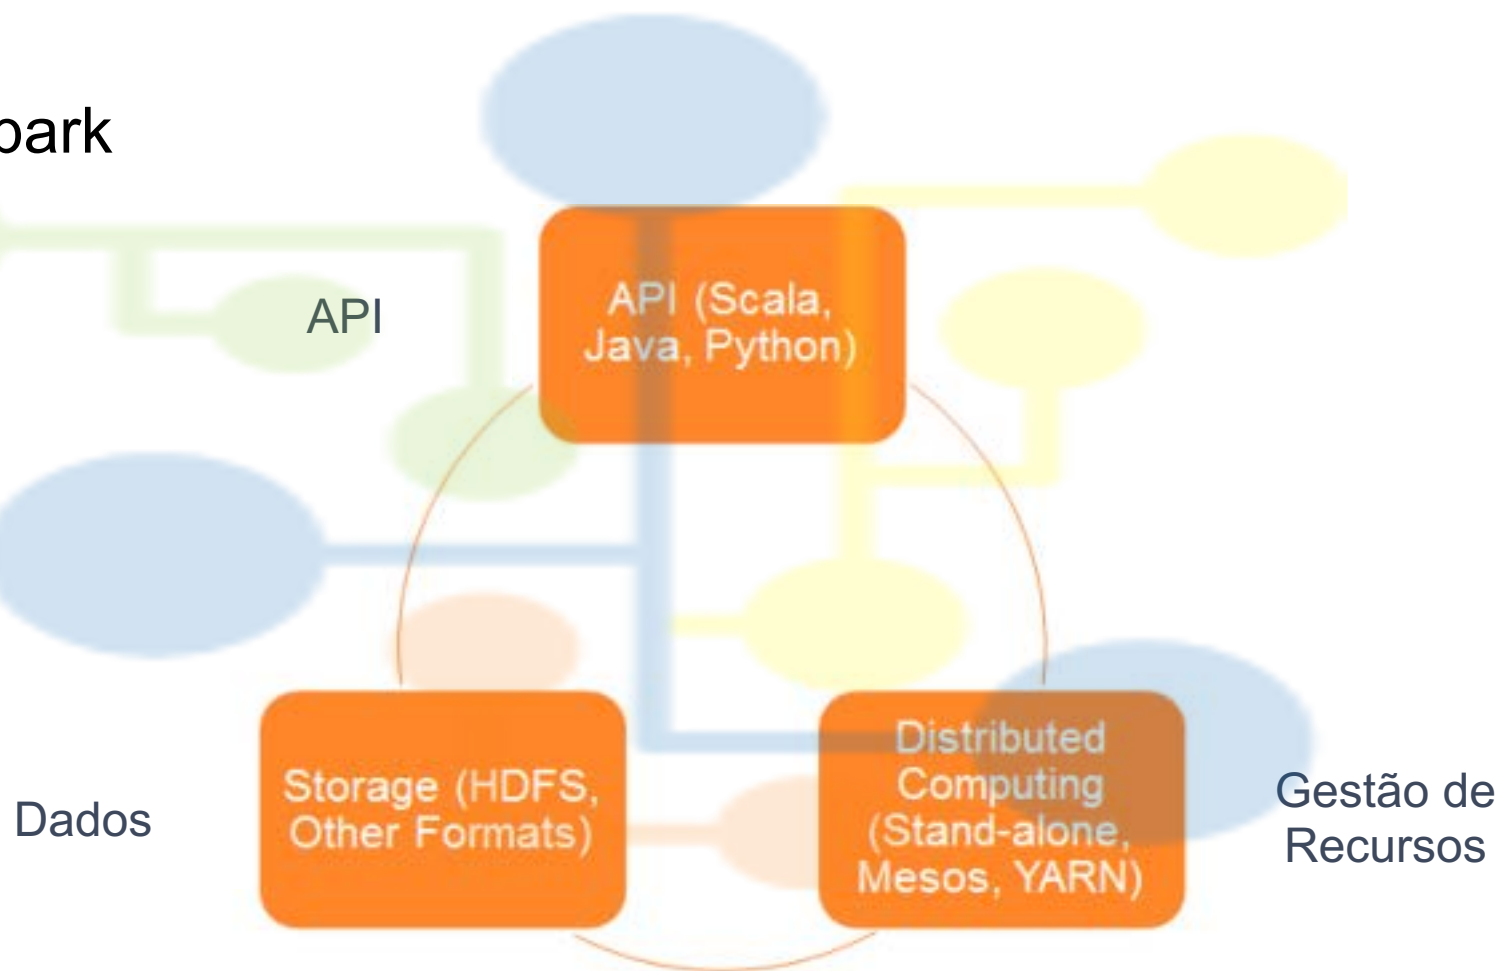 park
API
API (Scala,
Java, Python)
Dados
Storage (HDFS,
Other Formats)
Distributed
Computing
(Stand-alone,
Mesos, YARN)
Gestão de
Recursos